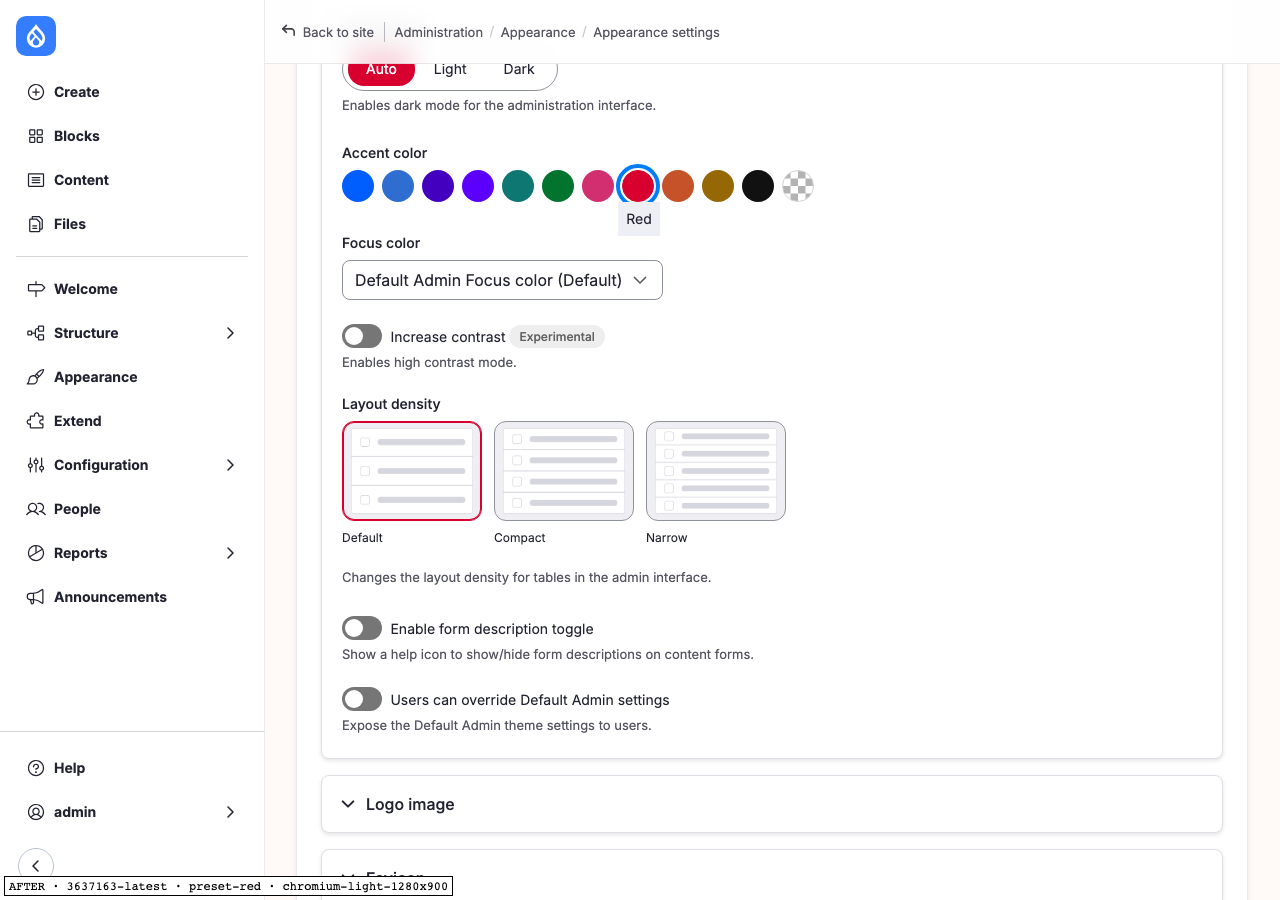 Back to site
Administration / Appearance / Appearance settings
Create
Blocks
Content
Files
Welcome
Structure
Appearance
Extend
Configuration
People
Reports
Announcements
Help
admin
Auto Light Dark
Enables dark mode for the administration interface.
Accent color
Red
Focus color
Default Admin Focus color (Default)
Increase contrast Experimental
Enables high contrast mode.
Layout density
Default Compact Narrow
Changes the layout density for tables in the admin interface.
Enable form description toggle
Show a help icon to show/hide form descriptions on content forms.
Users can override Default Admin settings
Expose the Default Admin theme settings to users.
Logo image
Favicon
AFTER · 3637163-latest · preset-red · chromium-light-1280x900